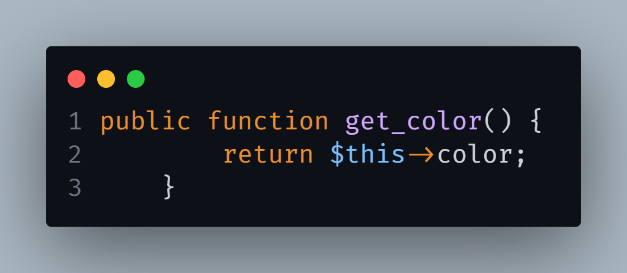 1 public function get_color() {
2         return $this->color;
3     }